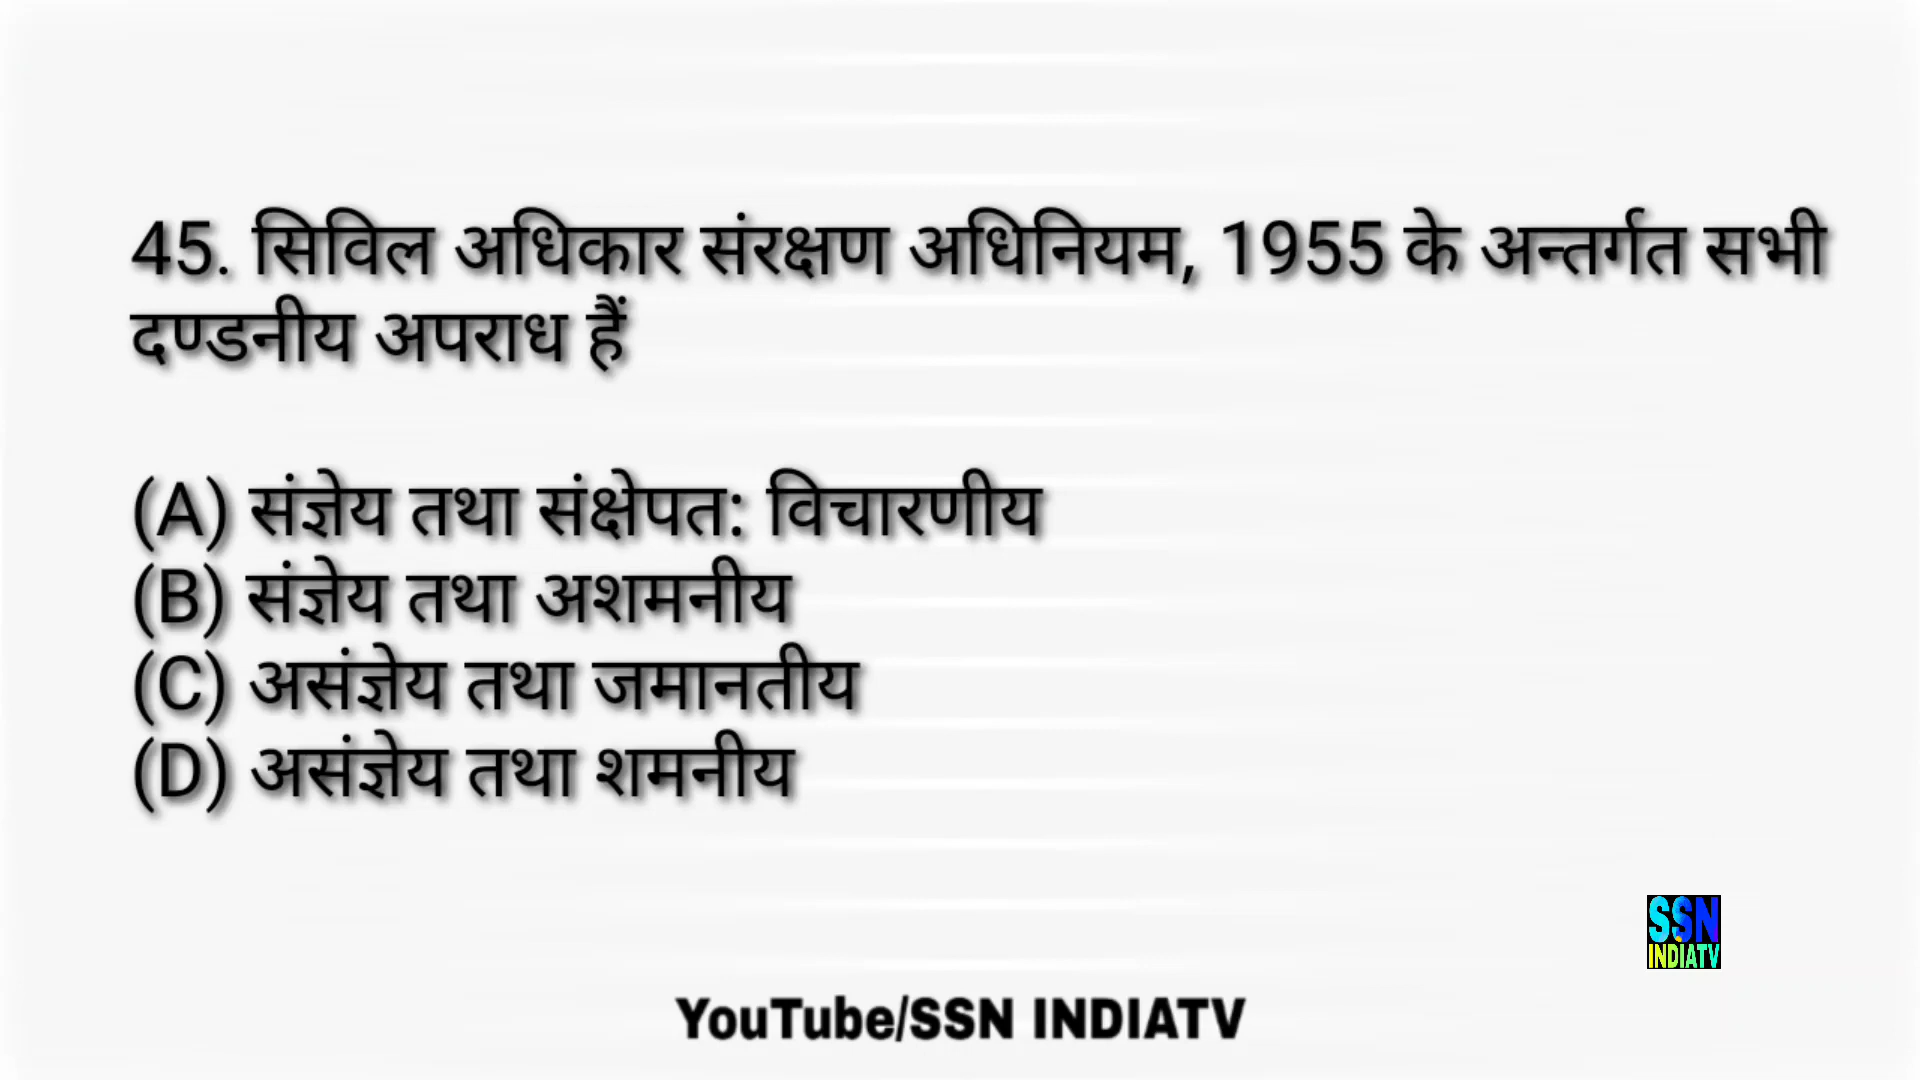 45. सिविल अधिकार संरक्षण अधिनियम, 1955 के अन्तर्गत सभी
दण्डनीय अपराध हैं
(A) संज्ञेय तथा संक्षेपत: विचारणीय
(B) संज्ञेय तथा अशमनीय
(C) असंज्ञेय तथा जमानतीय
(D) असंज्ञेय तथा शमनीय
SSN
INDiATV
YouTube/SSN INDIATV